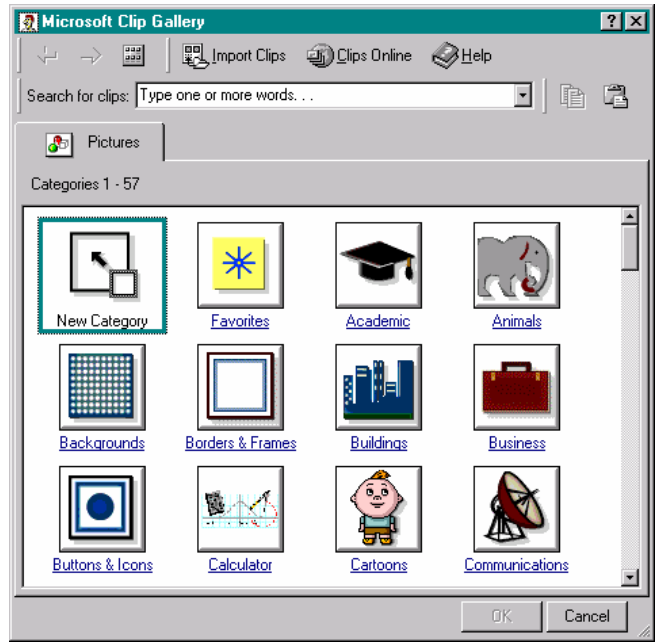 Microsoft Clip Gallery
Import Clips Clips Online Help
Search for clips: Type one or more words. . .
Pictures
Categories 1 - 57
New Category Favorites Academic Animals
Backgrounds Borders & Frames Buildings Business
Buttons & Icons Calculator Cartoons Communications
OK Cancel